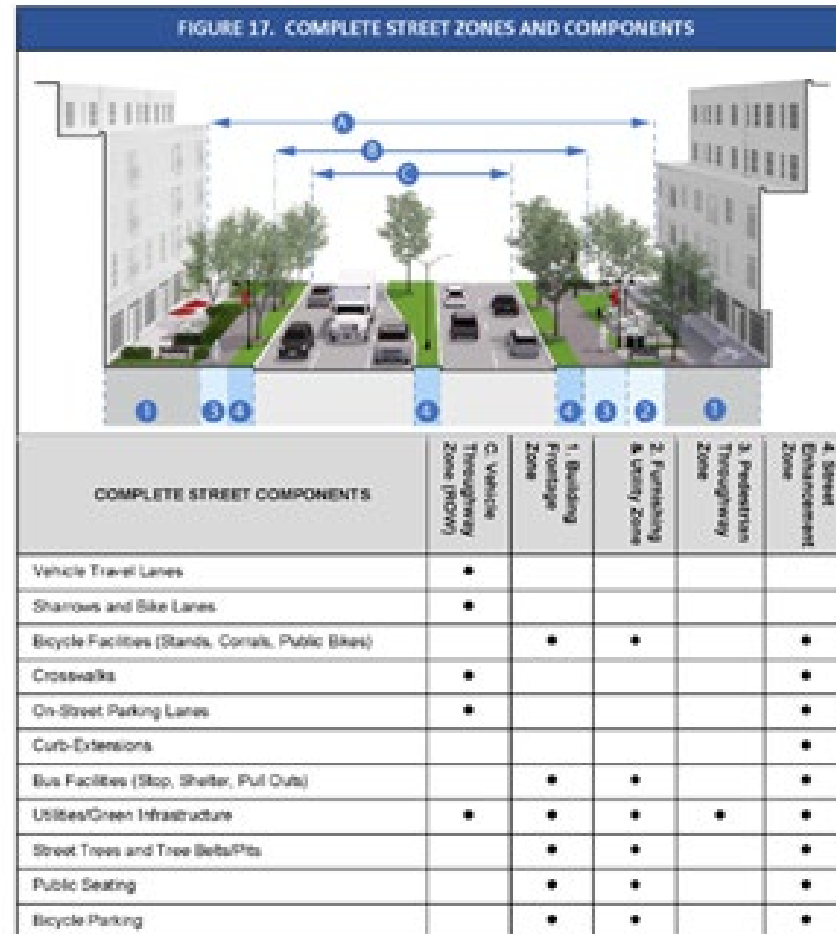 FIGURE 17. COMPLETE STREET ZONES AND COMPONENTS
A
B
C
1
3
4
4
4
3
2
1
COMPLETE STREET COMPONENTS
C. Vehicle
Throughway
Zone (ROW)
1. Building
Frontage
Zone
2. Furnishing
& Utility Zone
3. Pedestrian
Throughway
Zone
4. Street
Enhancement
Zone
Vehicle Travel Lanes
Sharrows and Bike Lanes
Bicycle Facilities (Stands, Corrals, Public Bikes)
Crosswalks
On-Street Parking Lanes
Curb-Extensions
Bus Facilities (Stop, Shelter, Pull Outs)
Utilities/Green Infrastructure
Street Trees and Tree Belts/Pits
Public Seating
Bicycle Parking